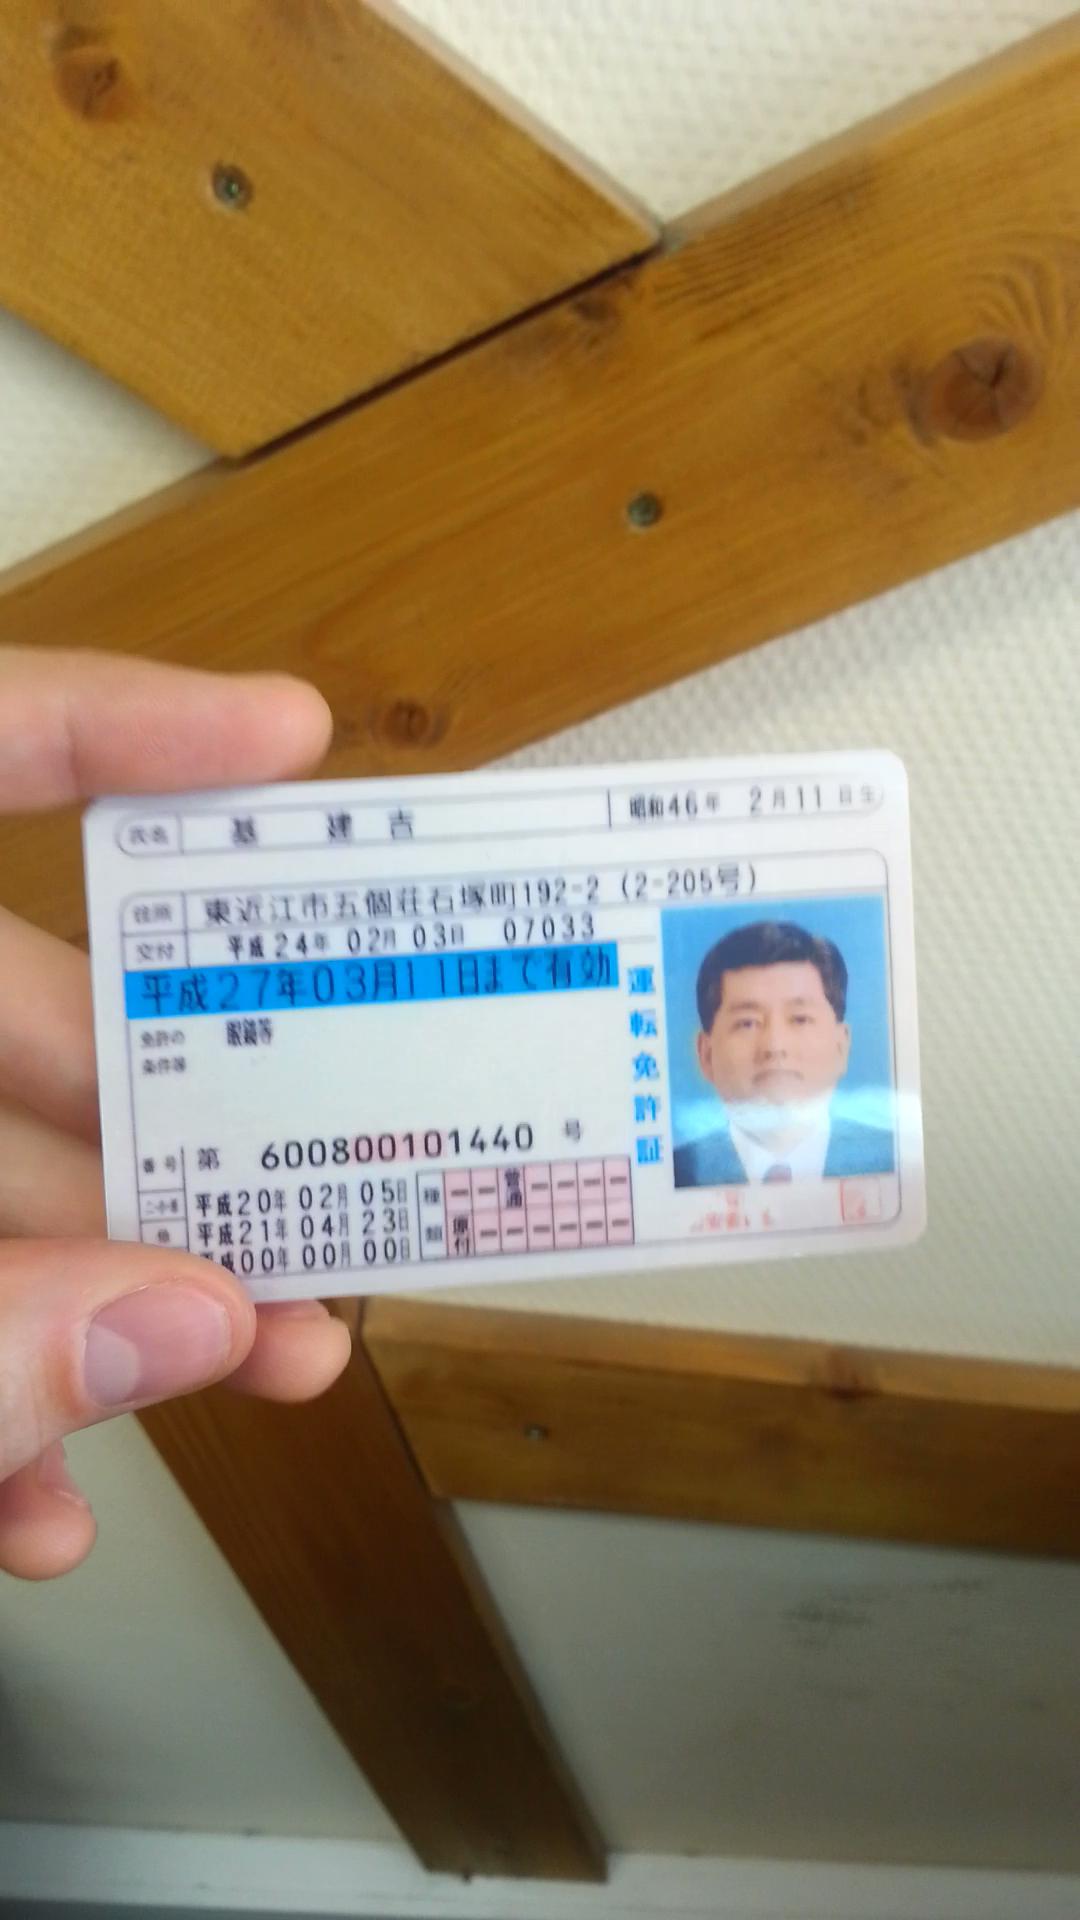 氏名 基 建吉 昭和46年 2月11日生
住所 東近江市五個荘石塚町192-2 (2-205号)
交付 平成24年 02月 03日 07033
平成27年03月11日まで有効
免許の 眼鏡等
条件等
運転免許証
番号 第 600800101440 号
平成20年 02月 05日
他 平成21年 04月 23日
平成00年 00月 00日
種類 普通
原付